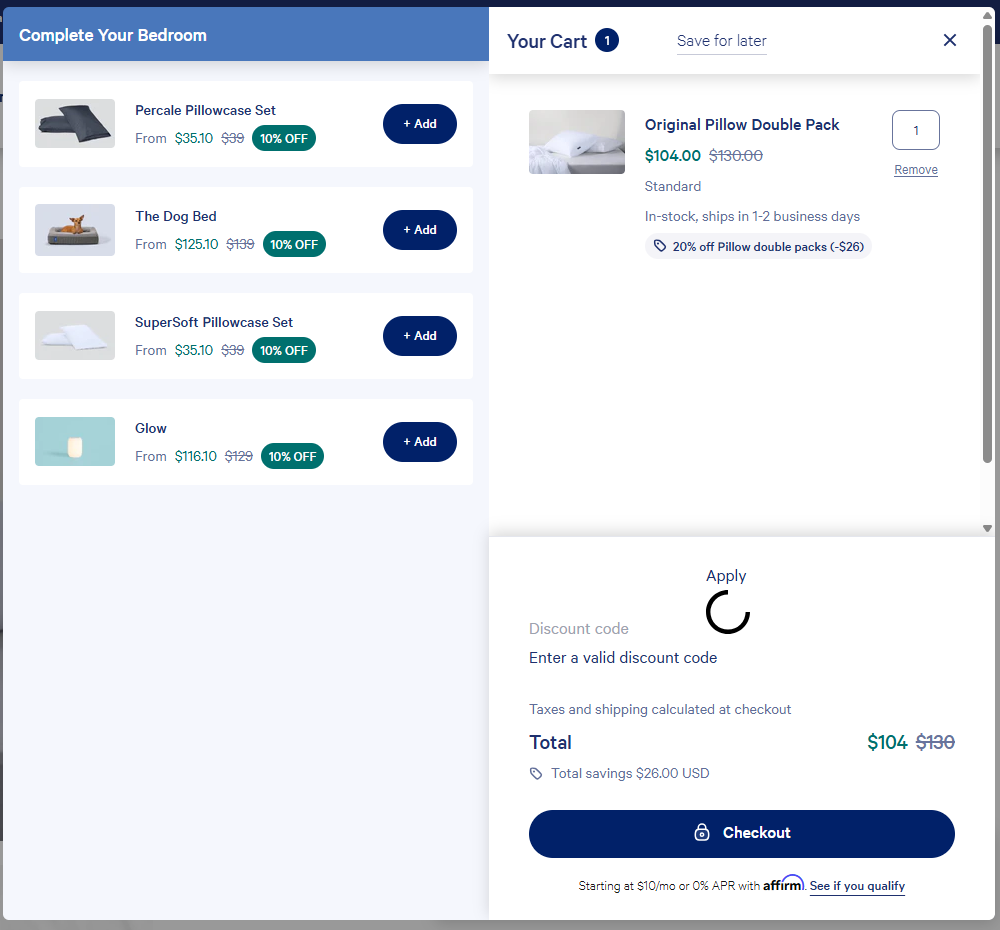 Complete Your Bedroom
Percale Pillowcase Set
From $35.10 $39 10% OFF
+ Add
The Dog Bed
From $125.10 $139 10% OFF
+ Add
SuperSoft Pillowcase Set
From $35.10 $39 10% OFF
+ Add
Glow
From $116.10 $129 10% OFF
+ Add
Your Cart 1
Save for later
Original Pillow Double Pack
1
$104.00 $130.00
Remove
Standard
In-stock, ships in 1-2 business days
20% off Pillow double packs (-$26)
Apply
Discount code
Enter a valid discount code
Taxes and shipping calculated at checkout
Total $104 $130
Total savings $26.00 USD
Checkout
Starting at $10/mo or 0% APR with affirm. See if you qualify